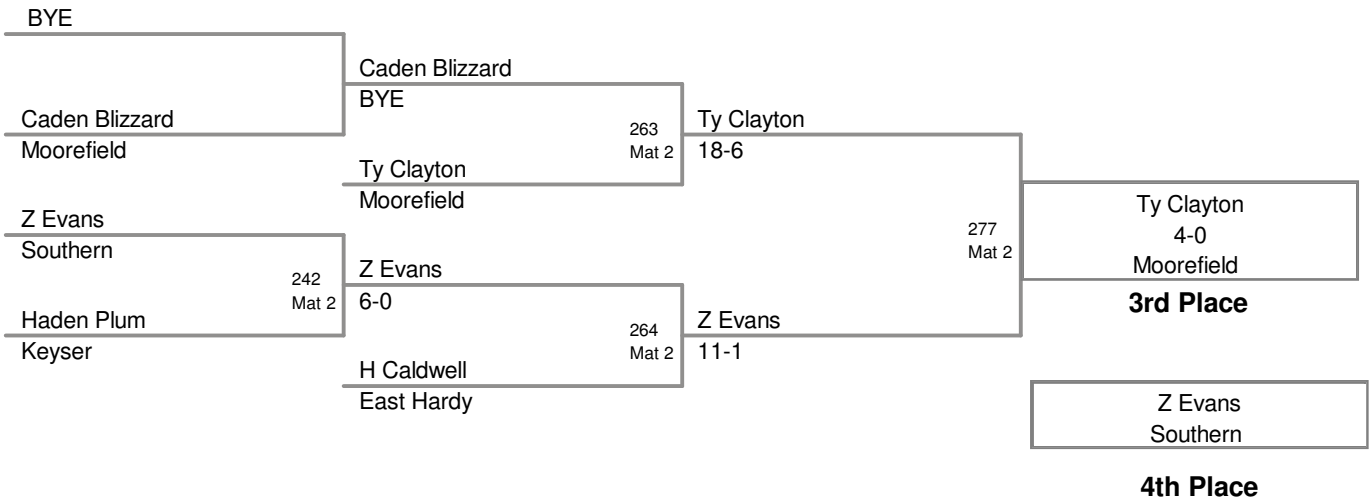 BYE
Caden Blizzard
BYE
Caden Blizzard
Moorefield
263
Mat 2
Ty Clayton
18-6
Ty Clayton
Moorefield
Z Evans
Southern
242
Mat 2
Z Evans
6-0
Haden Plum
Keyser
264
Mat 2
Z Evans
11-1
H Caldwell
East Hardy
277
Mat 2
Ty Clayton
4-0
Moorefield
3rd Place
Z Evans
Southern
4th Place